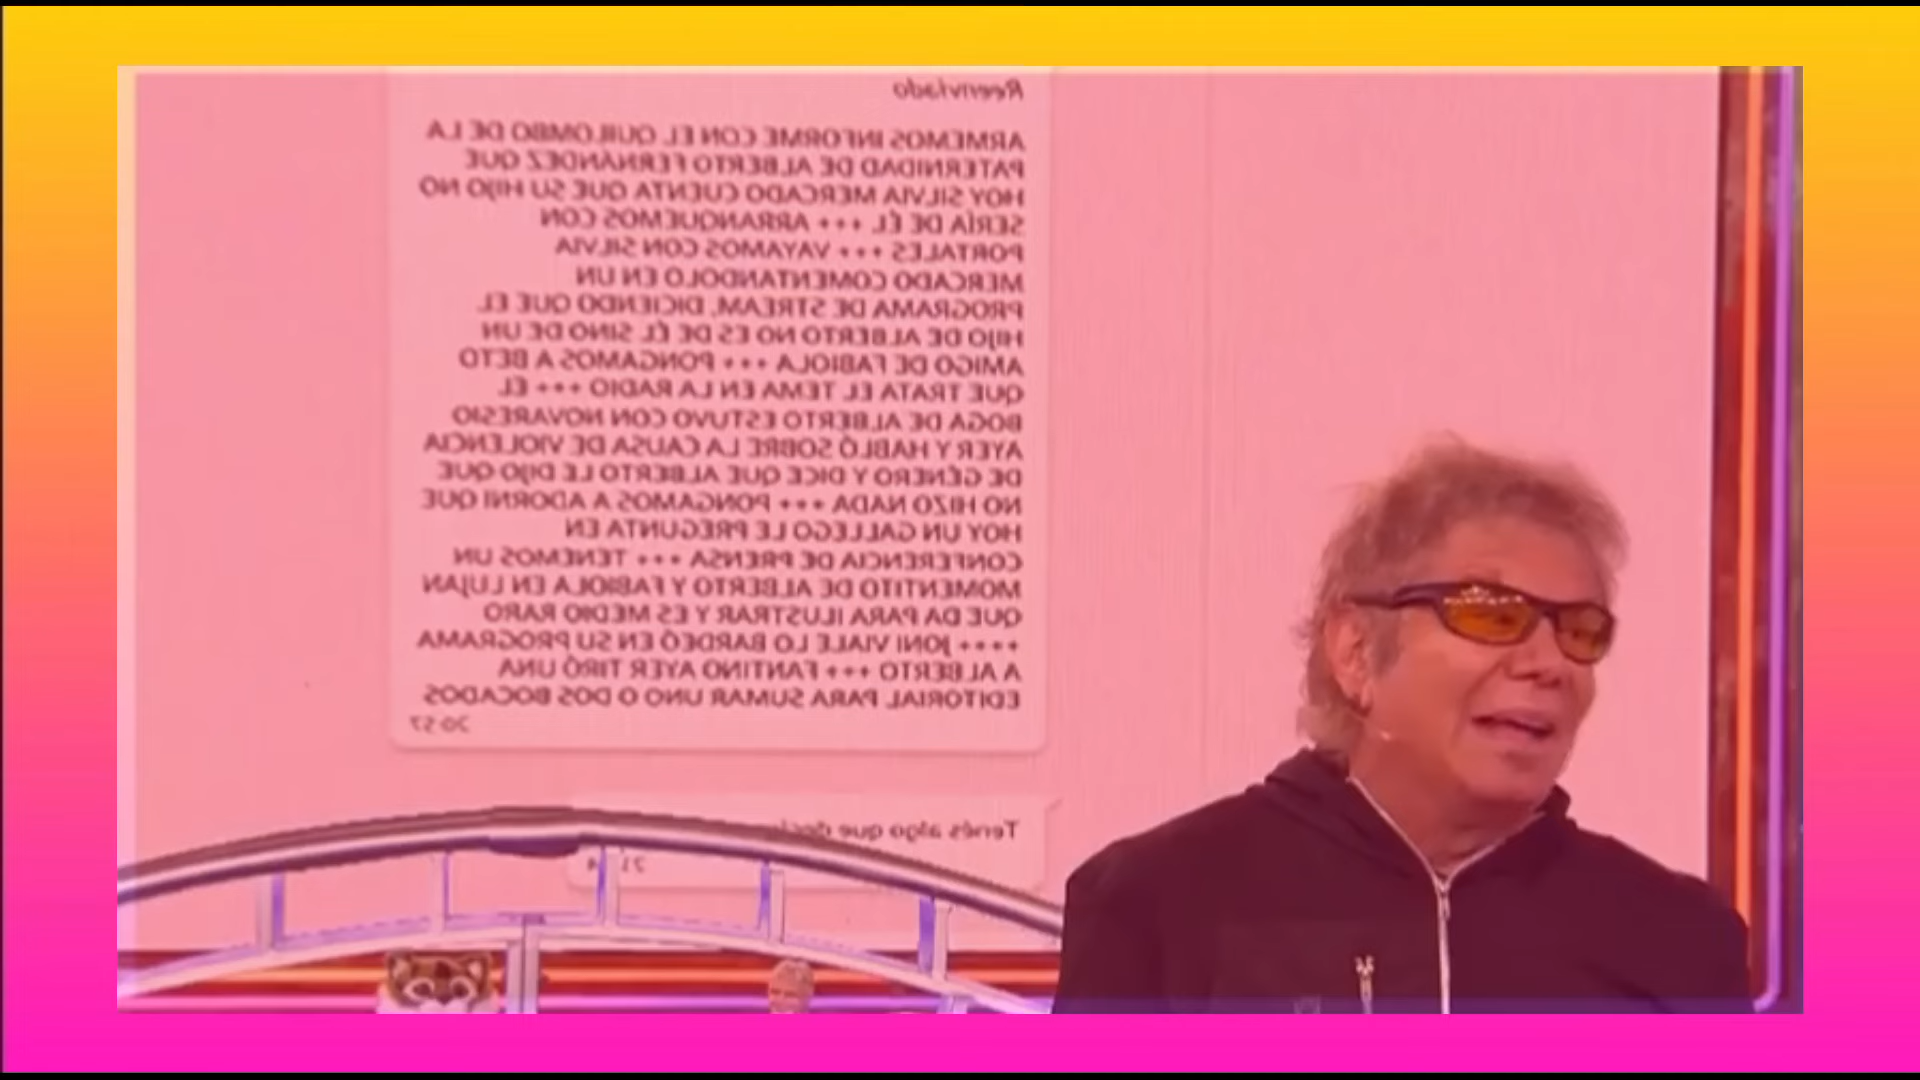 Reenviado
ARMEMOS INFORME CON EL QUILOMBO DE LA
PATERNIDAD DE ALBERTO FERNÁNDEZ QUE
HOY SILVIA MERCADO CUENTA QUE SU HIJO NO
SERÍA DE ÉL +++ ARRANQUEMOS CON
PORTALES +++ VAYAMOS CON SILVIA
MERCADO COMENTANDOLO EN UN
PROGRAMA DE STREAM, DICIENDO QUE EL
HIJO DE ALBERTO NO ES DE ÉL SINO DE UN
AMIGO DE FABIOLA +++ PONGAMOS A BETO
QUE TRATA EL TEMA EN LA RADIO +++ EL
BOGA DE ALBERTO ESTUVO CON NOVARESIO
AYER Y HABLÓ SOBRE LA CAUSA DE VIOLENCIA
DE GÉNERO Y DICE QUE ALBERTO LE DIJO QUE
NO HIZO NADA +++ PONGAMOS A ADORNI QUE
HOY UN GALLEGO LE PREGUNTA EN
CONFERENCIA DE PRENSA +++ TENEMOS UN
MOMENTITO DE ALBERTO Y FABIOLA EN LUJAN
QUE DA PARA ILUSTRAR Y ES MEDIO RARO
++++ JONI VIALE LO BARDEÓ EN SU PROGRAMA
A ALBERTO +++ FANTINO AYER TIRÓ UNA
EDITORIAL PARA SUMAR UNO O DOS BOCADOS
20:57
Tenés algo que